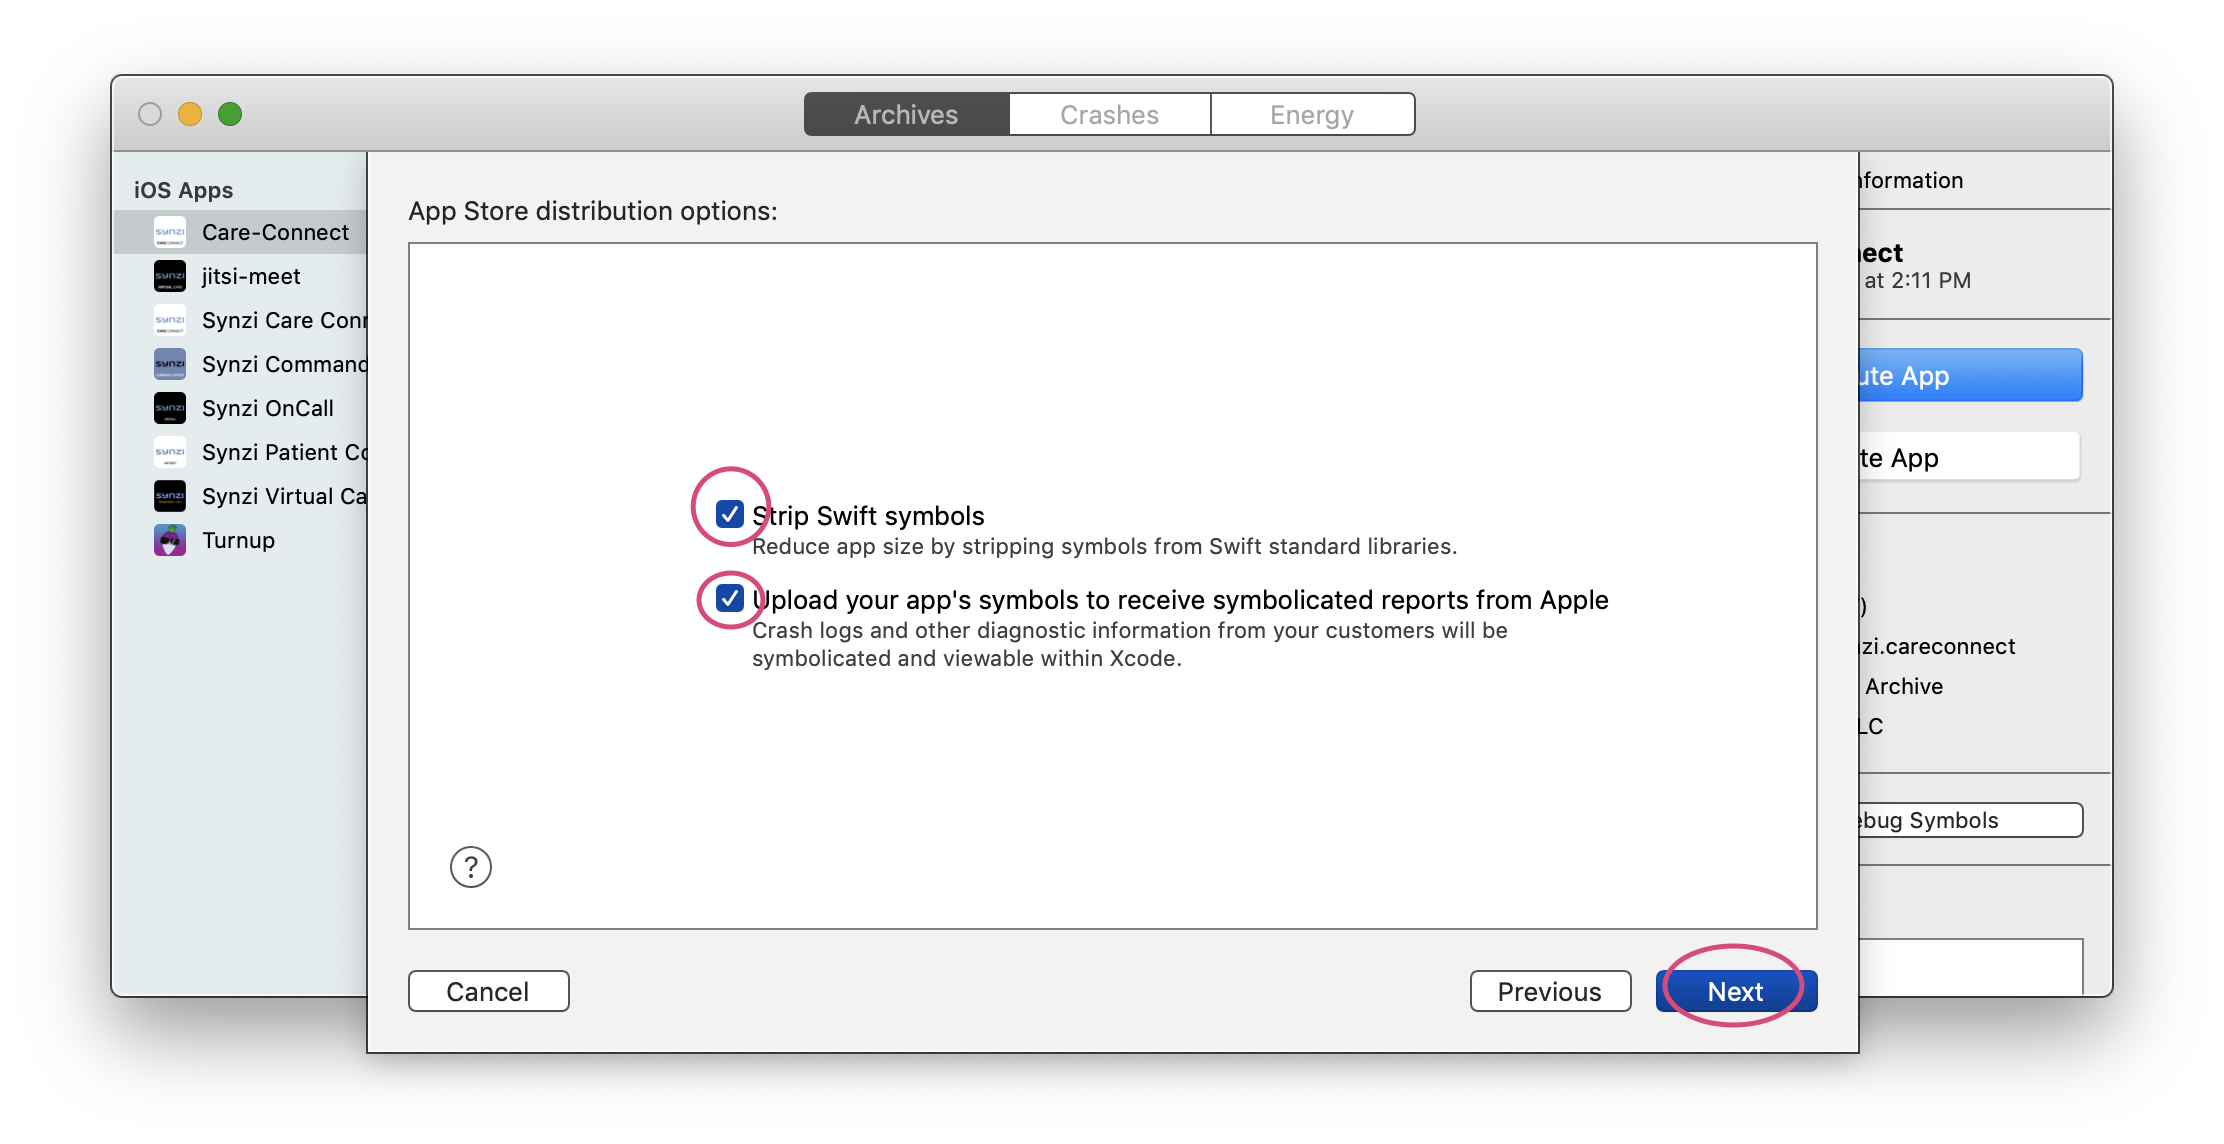 Archives
Crashes
Energy
iOS Apps
Care-Connect
jitsi-meet
Synzi Care Conn
Synzi Command
Synzi OnCall
Synzi Patient Co
Synzi Virtual Ca
Turnup
App Store distribution options:
Strip Swift symbols
Reduce app size by stripping symbols from Swift standard libraries.
Upload your app's symbols to receive symbolicated reports from Apple
Crash logs and other diagnostic information from your customers will be
symbolicated and viewable within Xcode.
?
Cancel
Previous
Next
nformation
nect
at 2:11 PM
ute App
te App
)
nzi.careconnect
Archive
LC
ebug Symbols